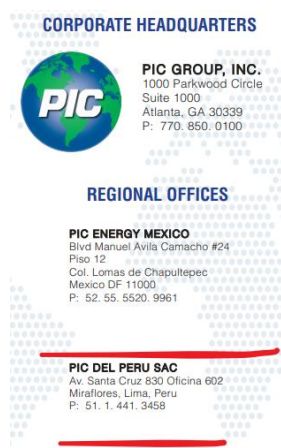 CORPORATE HEADQUARTERS
PIC
PIC GROUP, INC.
1000 Parkwood Circle
Suite 1000
Atlanta, GA 30339
P: 770. 850. 0100
REGIONAL OFFICES
PIC ENERGY MEXICO
Blvd Manuel Avila Camacho #24
Piso 12
Col. Lomas de Chapultepec
Mexico DF 11000
P: 52. 55. 5520. 9961
PIC DEL PERU SAC
Av. Santa Cruz 830 Oficina 602
Miraflores, Lima, Peru
P: 51. 1. 441. 3458